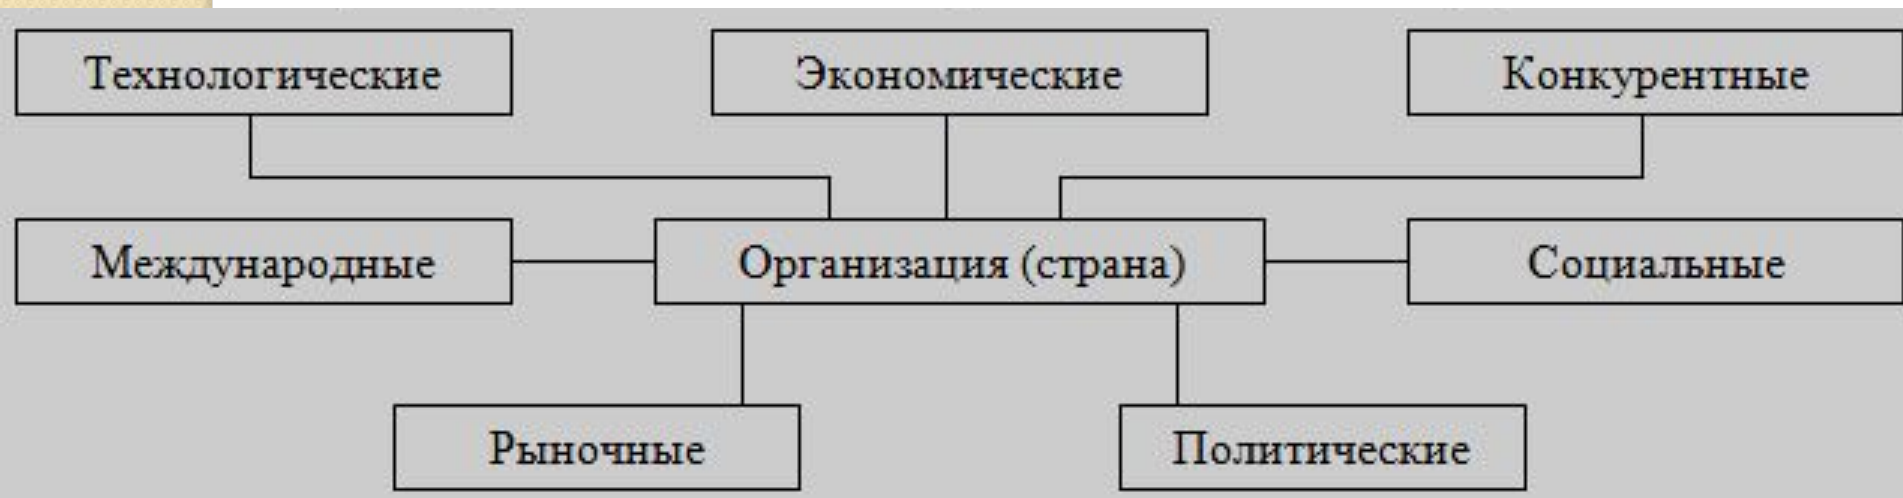 Технологические
Экономические
Конкурентные
Международные
Организация (страна)
Социальные
Рыночные
Политические